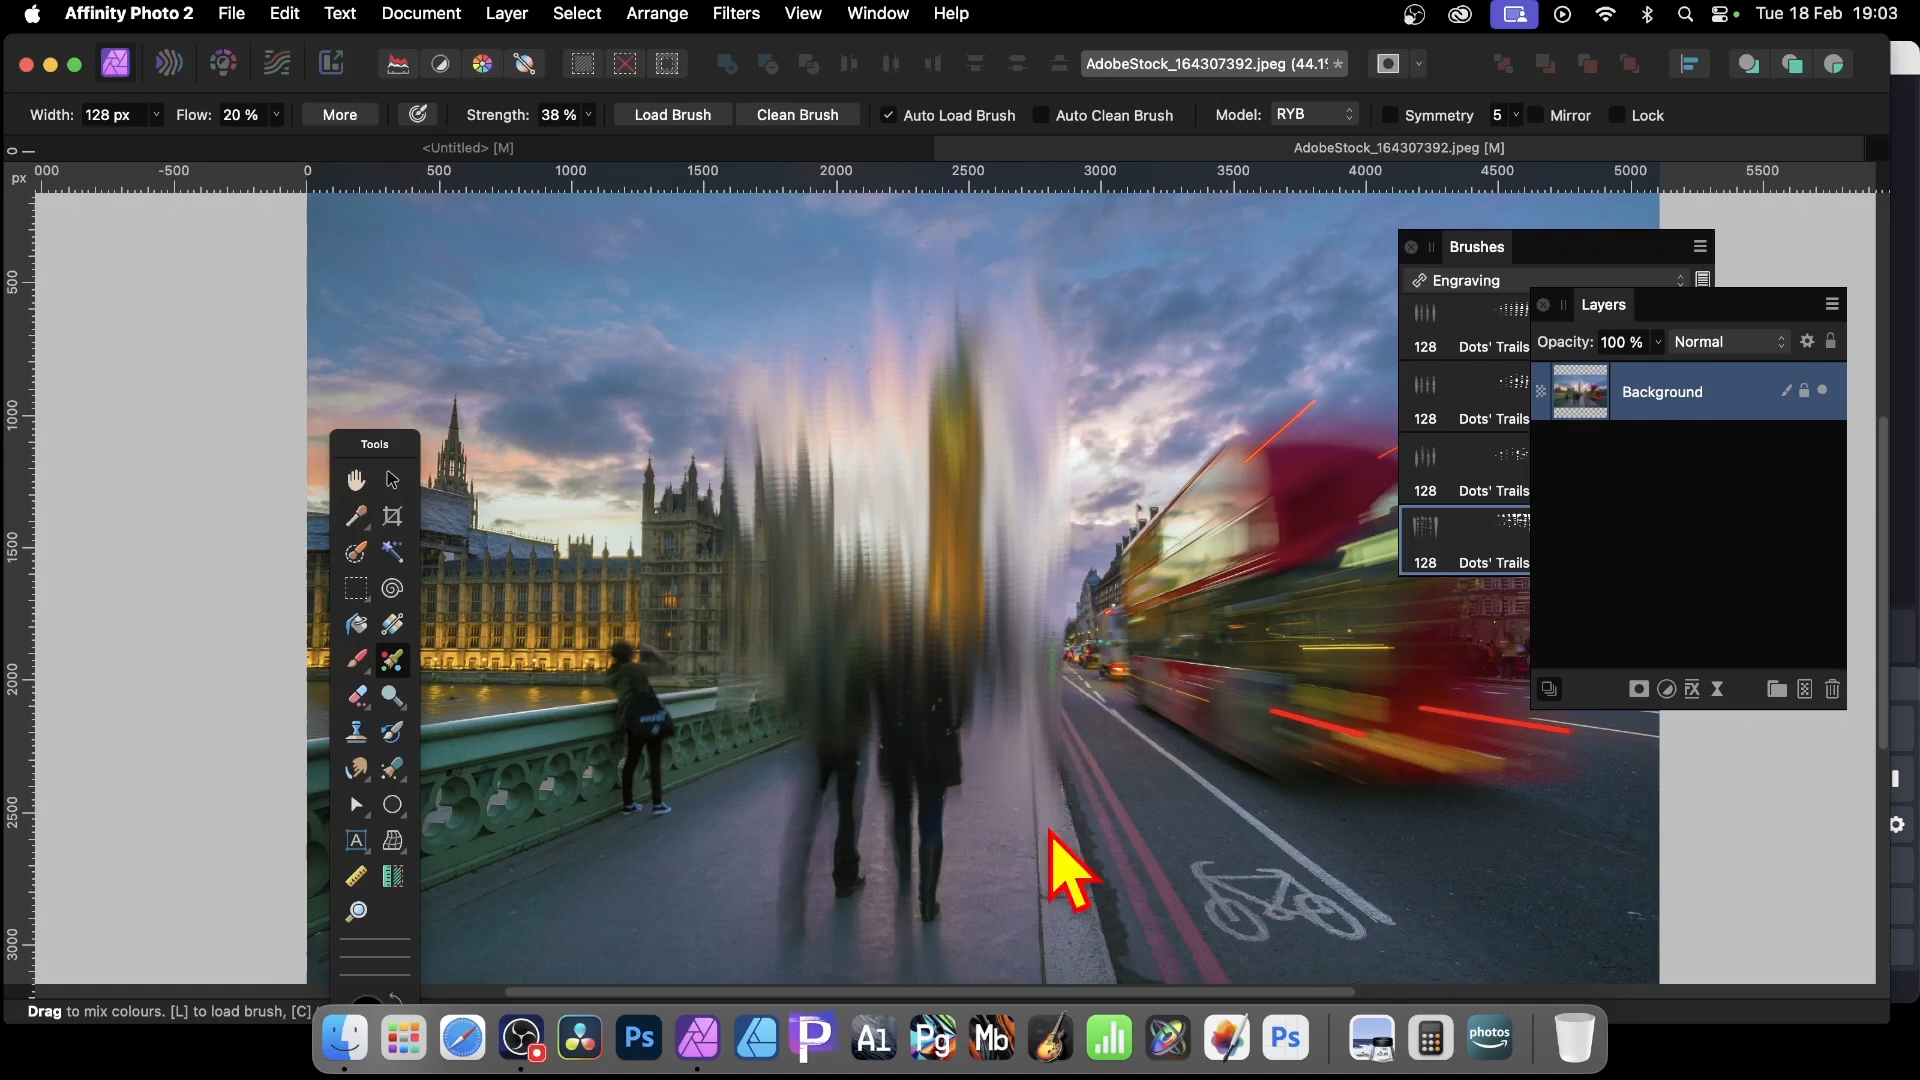 Affinity Photo 2 File Edit Text Document Layer Select Arrange Filters View Window Help Tue 18 Feb 19:03
AdobeStock_164307392.jpeg (44.1% *
Width: 128 px Flow: 20 % More Strength: 38 % Load Brush Clean Brush Auto Load Brush Auto Clean Brush Model: RYB Symmetry 5 Mirror Lock
<Untitled> [M] AdobeStock_164307392.jpeg [M]
px 000 -500 0 500 1000 1500 2000 2500 3000 3500 4000 4500 5000 5500
0
500
1000
1500
2000
2500
3000
Brushes
Engraving
128 Dots' Trails
128 Dots' Trails
128 Dots' Trails
128 Dots' Trails
Layers
Opacity: 100 % Normal
Background
Tools
A
Drag to mix colours. [L] to load brush, [C]
Ps P Al Pg Mb Ps photos